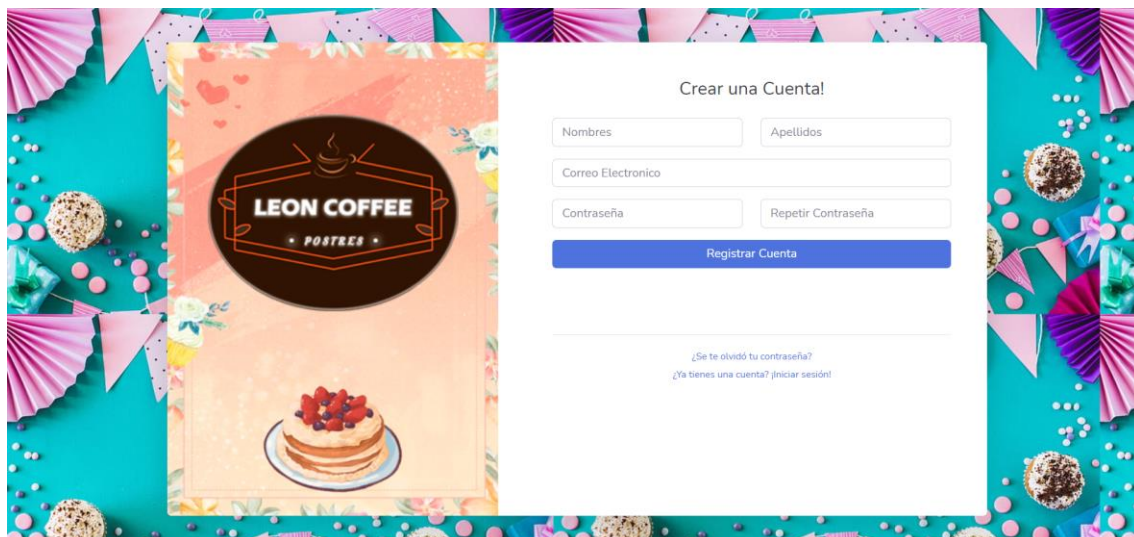 LEON COFFEE
• POSTRES •
Crear una Cuenta!
Nombres
Apellidos
Correo Electronico
Contraseña
Repetir Contraseña
Registrar Cuenta
¿Se te olvidó tu contraseña?
¿Ya tienes una cuenta? ¡Iniciar sesión!